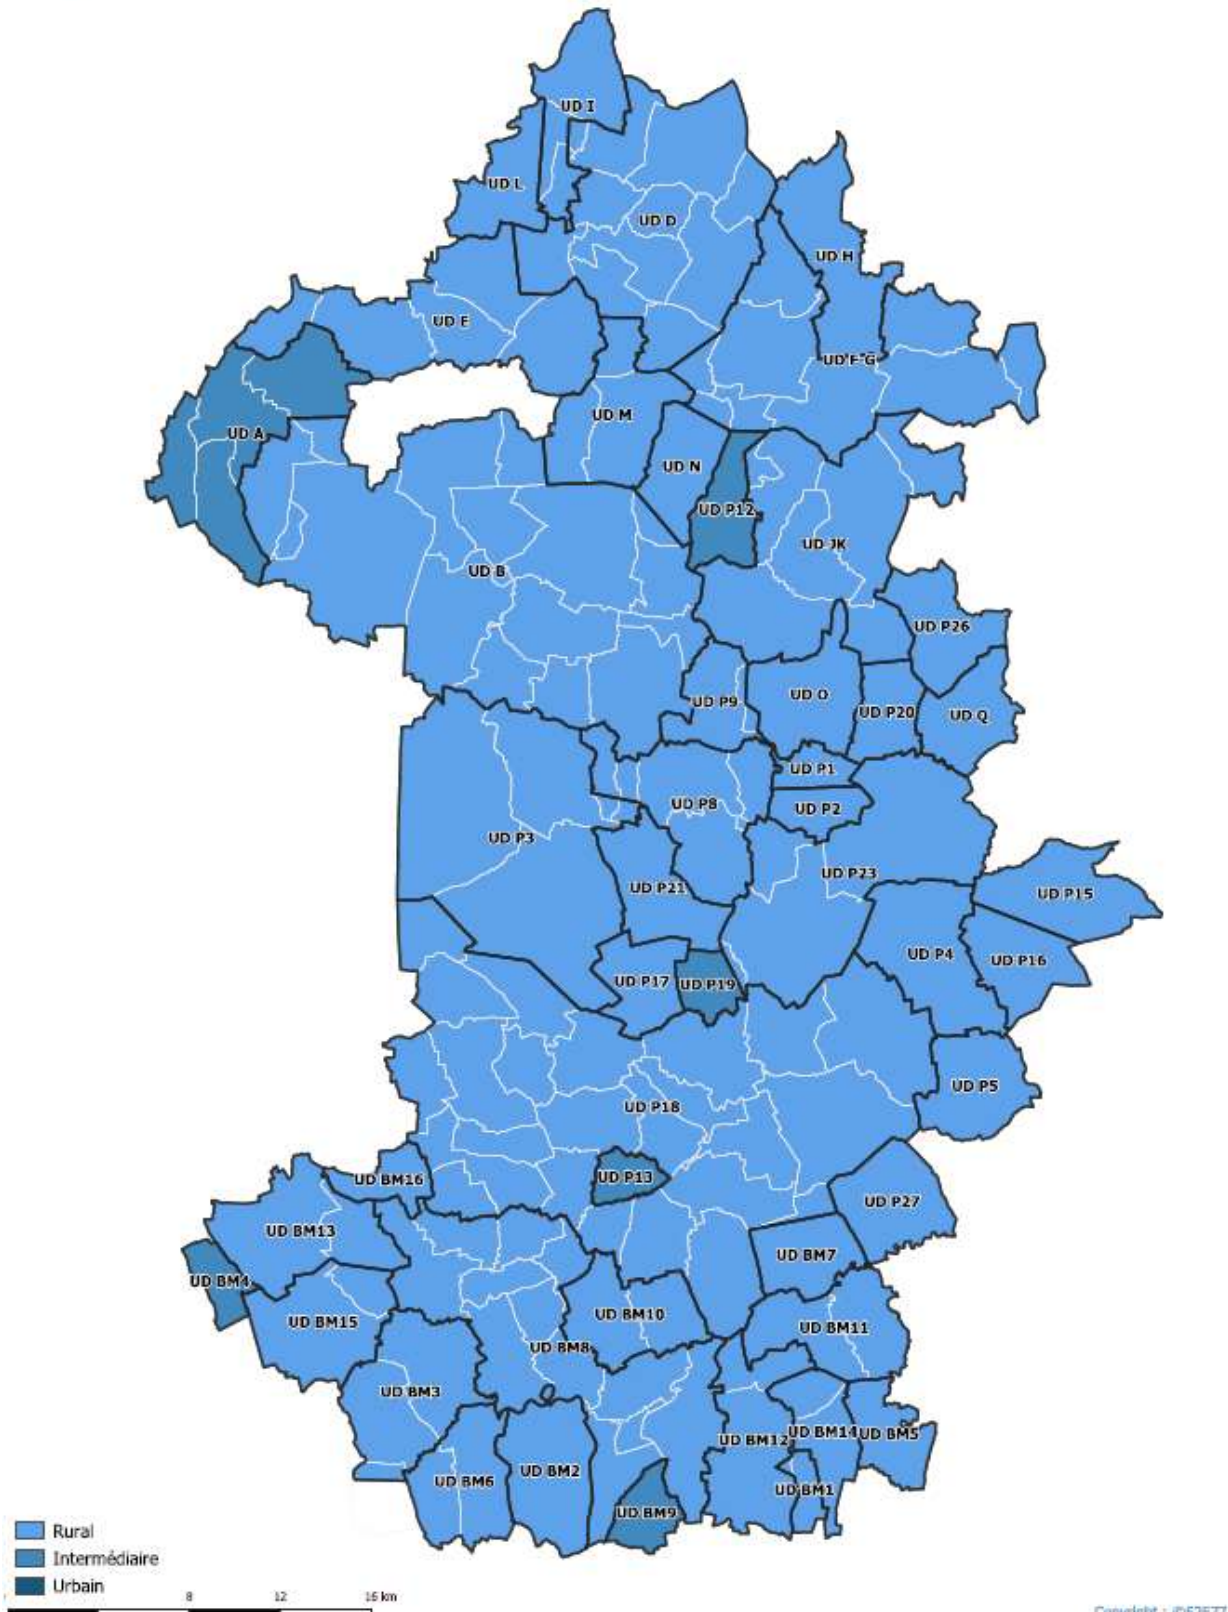 UD I
UD L
UD D
UD H
UD E
UD F-G
UD M
UD A
UD N
UD P12
UD JK
UD B
UD P26
UD P9
UD O
UD P20
UD Q
UD P1
UD P8
UD P2
UD P3
UD P23
UD P21
UD P15
UD P4
UD P16
UD P17
UD P19
UD P5
UD P18
UD P13
UD BM16
UD P27
UD BM13
UD BM7
UD BM4
UD BM15
UD BM10
UD BM11
UD BM8
UD BM3
UD BM12
UD BM14
UD BM5
UD BM6
UD BM2
UD BM1
UD BM9
Rural
Intermédiaire
Urbain
8 12 16 km